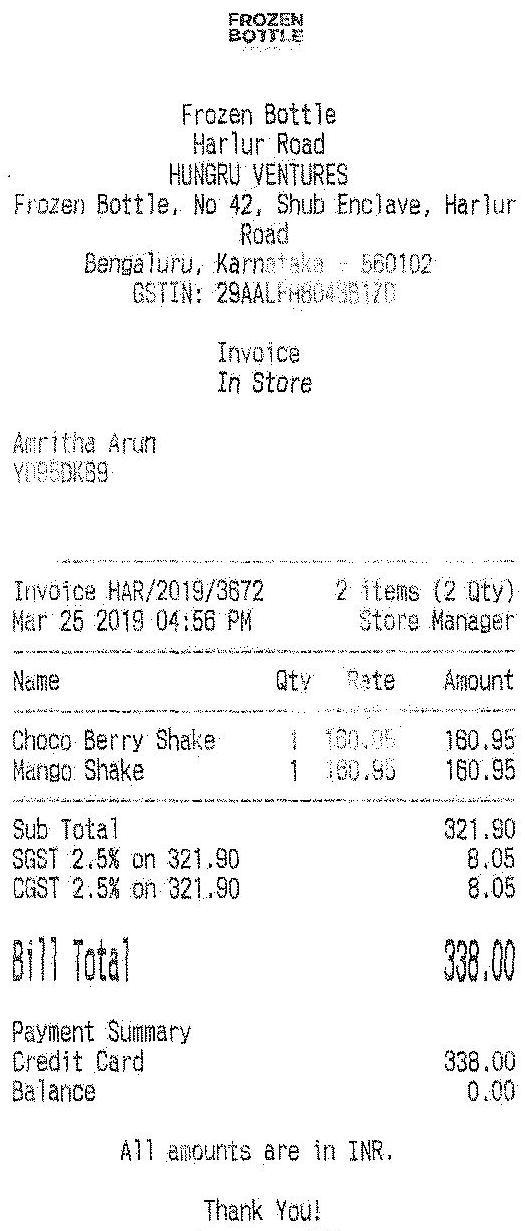 FROZEN
BOTTLE
Frozen Bottle
Harlur Road
HUNGRU VENTURES
Frozen Bottle, No 42, Shub Enclave, Harlur
Road
Bengaluru, Karnataka - 560102
GSTIN:
Invoice
In Store
Amritha Arun
Invoice HAR/2019/3672 2 items (2 Qty)
Mar 25 2019 04:56 PM Store Manager
Name Qty Rate Amount
Choco Berry Shake 1 160.95 160.95
Mango Shake 1 160.95 160.95
Sub Total 321.90
SGST 2.5% on 321.90 8.05
CGST 2.5% on 321.90 8.05
Bill Total 338.00
Payment Summary
Credit Card 338.00
Balance 0.00
All amounts are in INR.
Thank You!